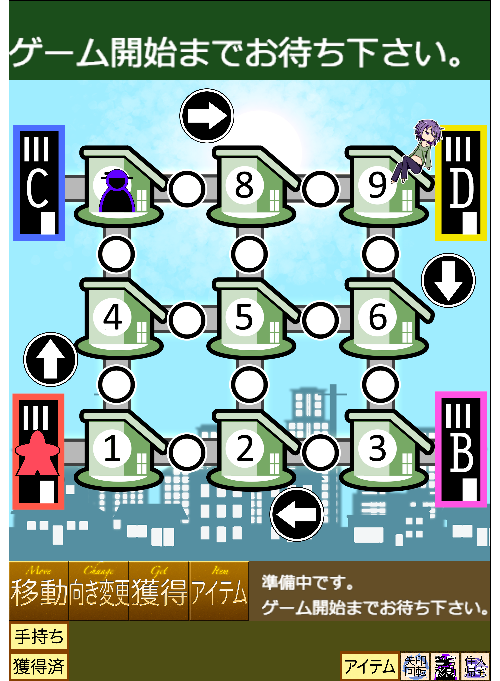 ゲーム開始までお待ち下さい。
C
8
9
D
4
5
6
1
2
3
B
Move Change Get Item
移動 向き変更 獲得 アイテム
準備中です。
ゲーム開始までお待ち下さい。
手持ち
獲得済
アイテム